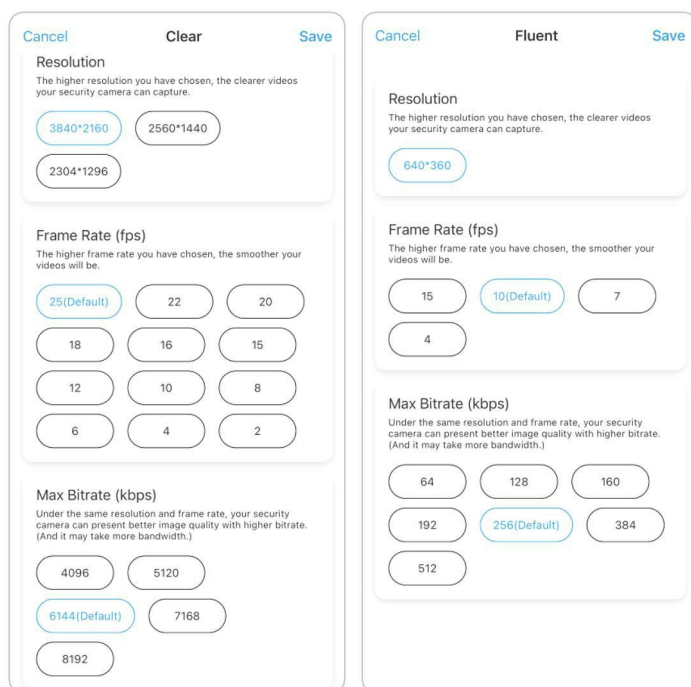 Cancel Clear Save
Resolution
The higher resolution you have chosen, the clearer videos
your security camera can capture.
3840*2160 2560*1440
2304*1296
Frame Rate (fps)
The higher frame rate you have chosen, the smoother your
videos will be.
25(Default) 22 20
18 16 15
12 10 8
6 4 2
Max Bitrate (kbps)
Under the same resolution and frame rate, your security
camera can present better image quality with higher bitrate.
(And it may take more bandwidth.)
4096 5120
6144(Default) 7168
8192
Cancel Fluent Save
Resolution
The higher resolution you have chosen, the clearer videos
your security camera can capture.
640*360
Frame Rate (fps)
The higher frame rate you have chosen, the smoother your
videos will be.
15 10(Default) 7
4
Max Bitrate (kbps)
Under the same resolution and frame rate, your security
camera can present better image quality with higher bitrate.
(And it may take more bandwidth.)
64 128 160
192 256(Default) 384
512